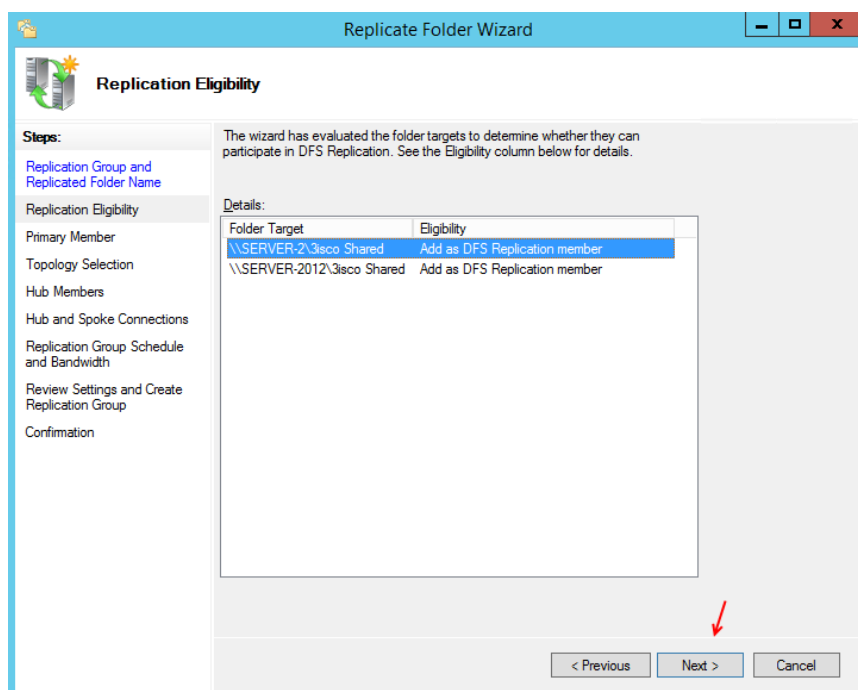 Replicate Folder Wizard
Replication Eligibility
Steps:
Replication Group and
Replicated Folder Name
Replication Eligibility
Primary Member
Topology Selection
Hub Members
Hub and Spoke Connections
Replication Group Schedule
and Bandwidth
Review Settings and Create
Replication Group
Confirmation
The wizard has evaluated the folder targets to determine whether they can
participate in DFS Replication. See the Eligibility column below for details.
Details:
Folder Target Eligibility
\\SERVER-2\3isco Shared Add as DFS Replication member
\\SERVER-2012\3isco Shared Add as DFS Replication member
< Previous Next > Cancel